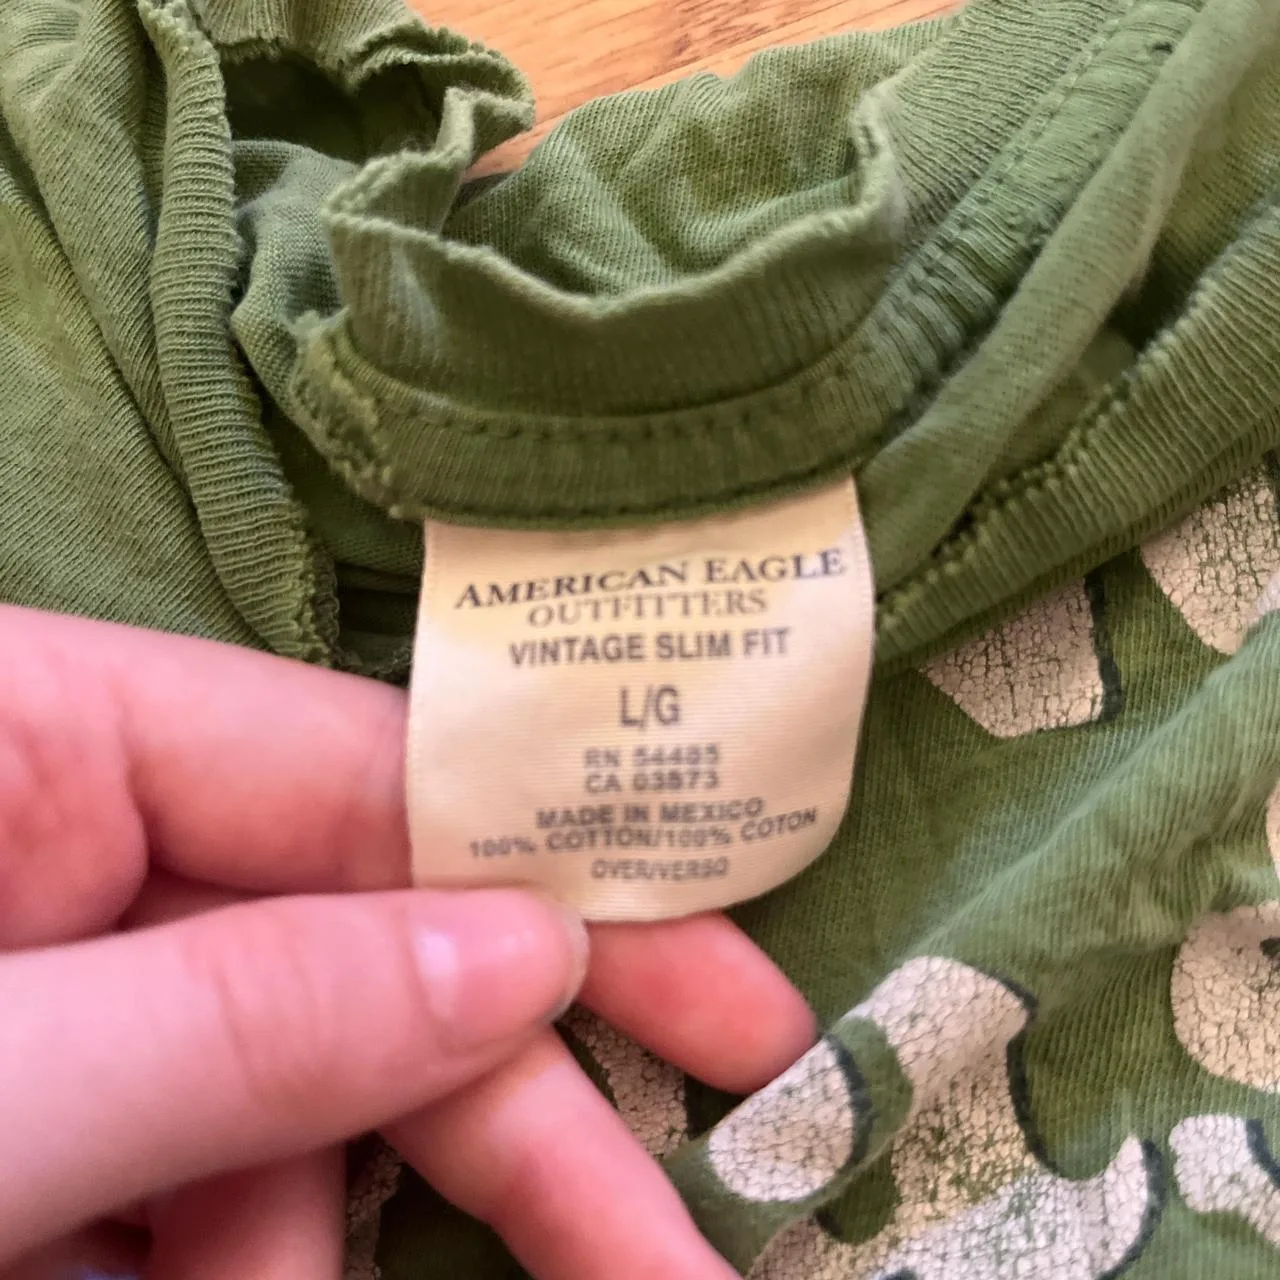 AMERICAN EAGLE
OUTFITTERS
VINTAGE SLIM FIT
L/G
RN 54485
CA 03873
MADE IN MEXICO
100% COTTON/100% COTON
OVER/VERSO